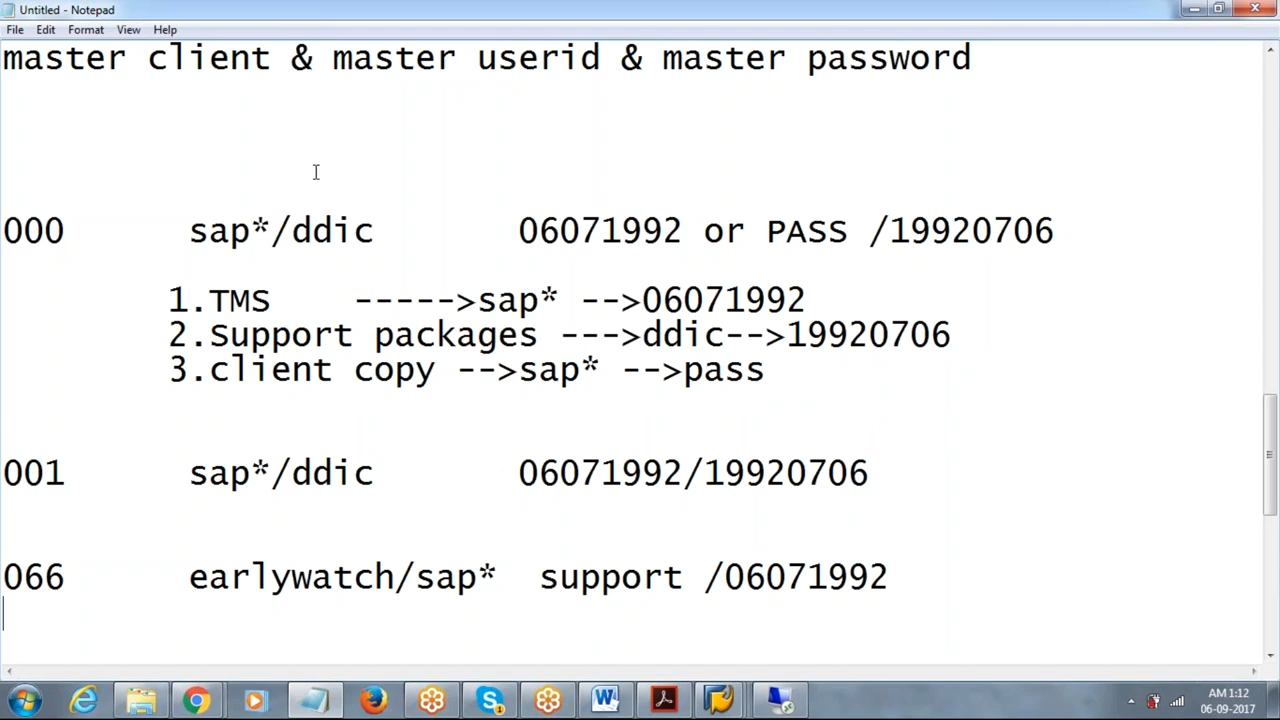 Untitled - Notepad
File Edit Format View Help
master client & master userid & master password
000 sap*/ddic 06071992 or PASS /19920706
1.TMS ----->sap* -->06071992
2.Support packages --->ddic-->19920706
3.client copy -->sap* -->pass
001 sap*/ddic 06071992/19920706
066 earlywatch/sap* support /06071992
AM 1:12
06-09-2017